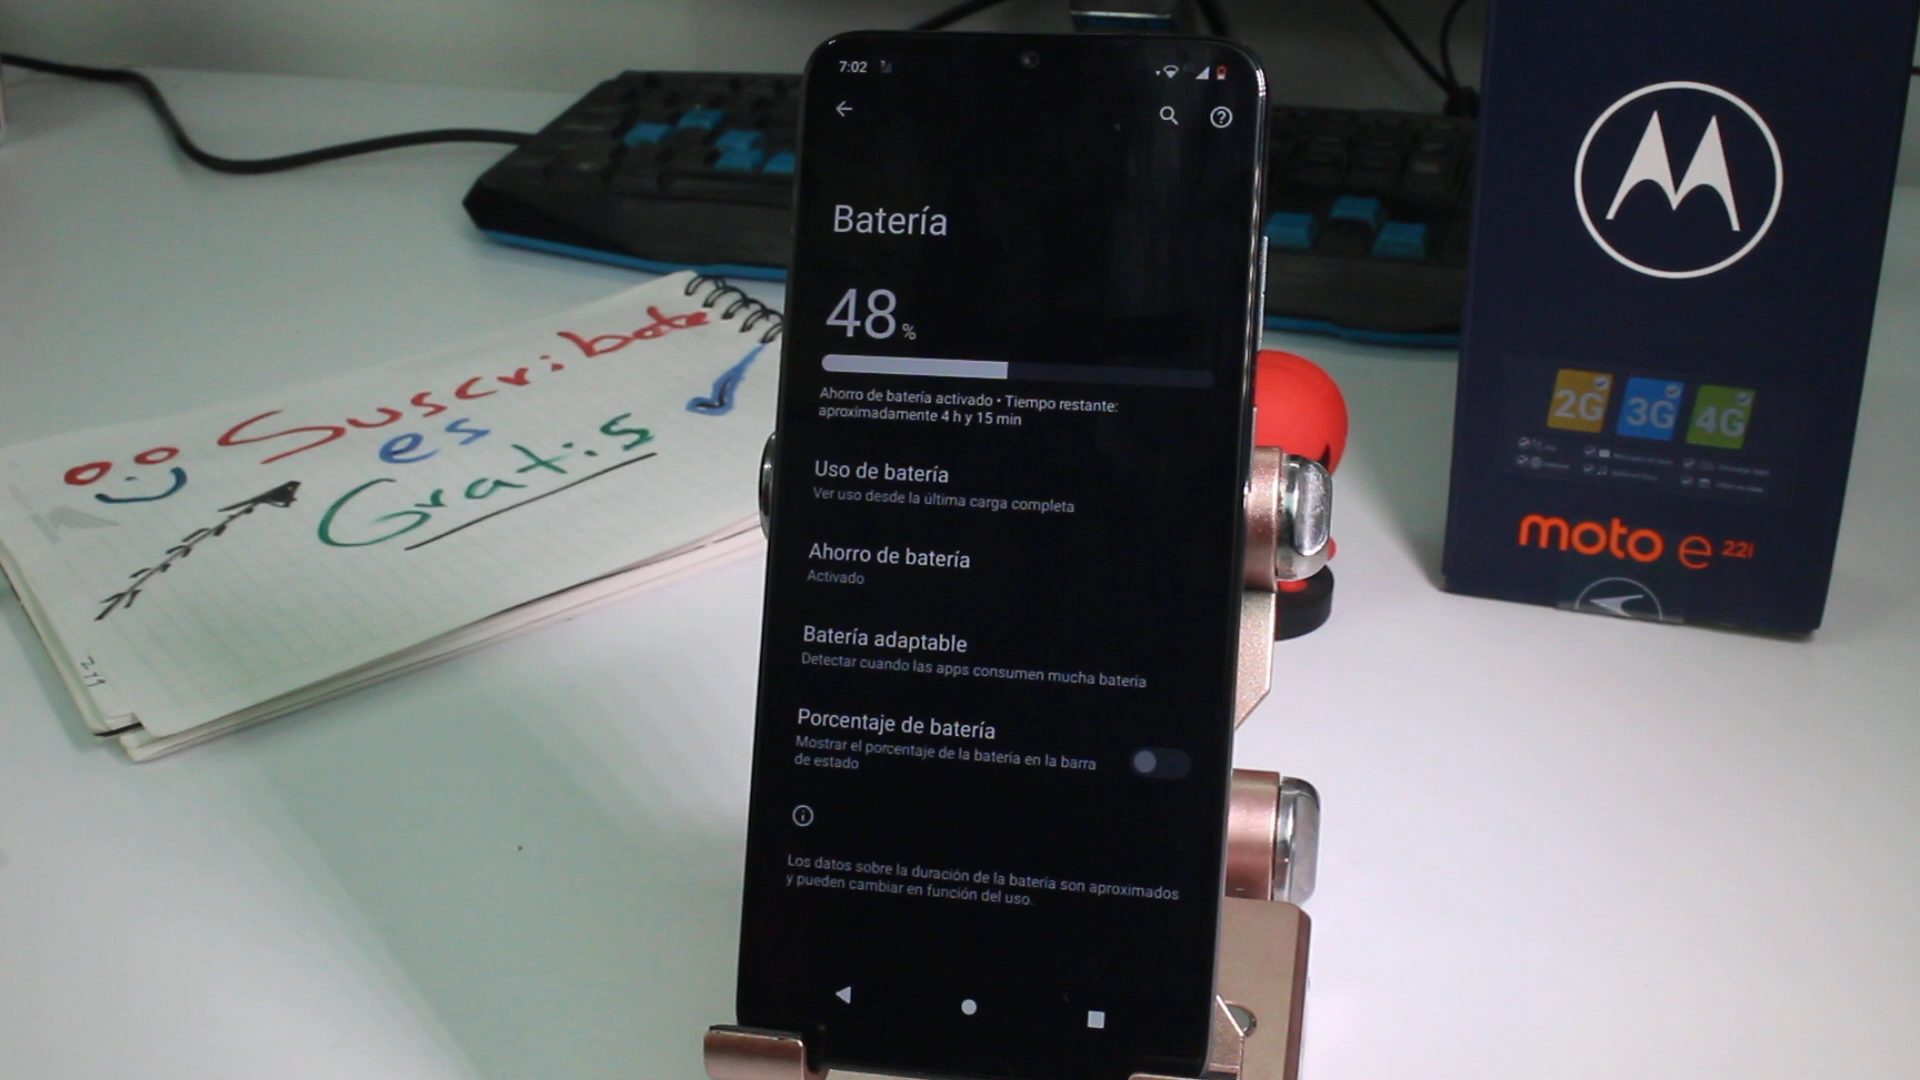 7:02
Batería
48%
Ahorro de batería activado • Tiempo restante:
aproximadamente 4 h y 15 min
Uso de batería
Ver uso desde la última carga completa
Ahorro de batería
Activado
Batería adaptable
Detectar cuando las apps consumen mucha batería
Porcentaje de batería
Mostrar el porcentaje de la batería en la barra
de estado
Los datos sobre la duración de la batería son aproximados
y pueden cambiar en función del uso.
Suscribete
es
Gratis
2G 3G 4G
moto e 22i